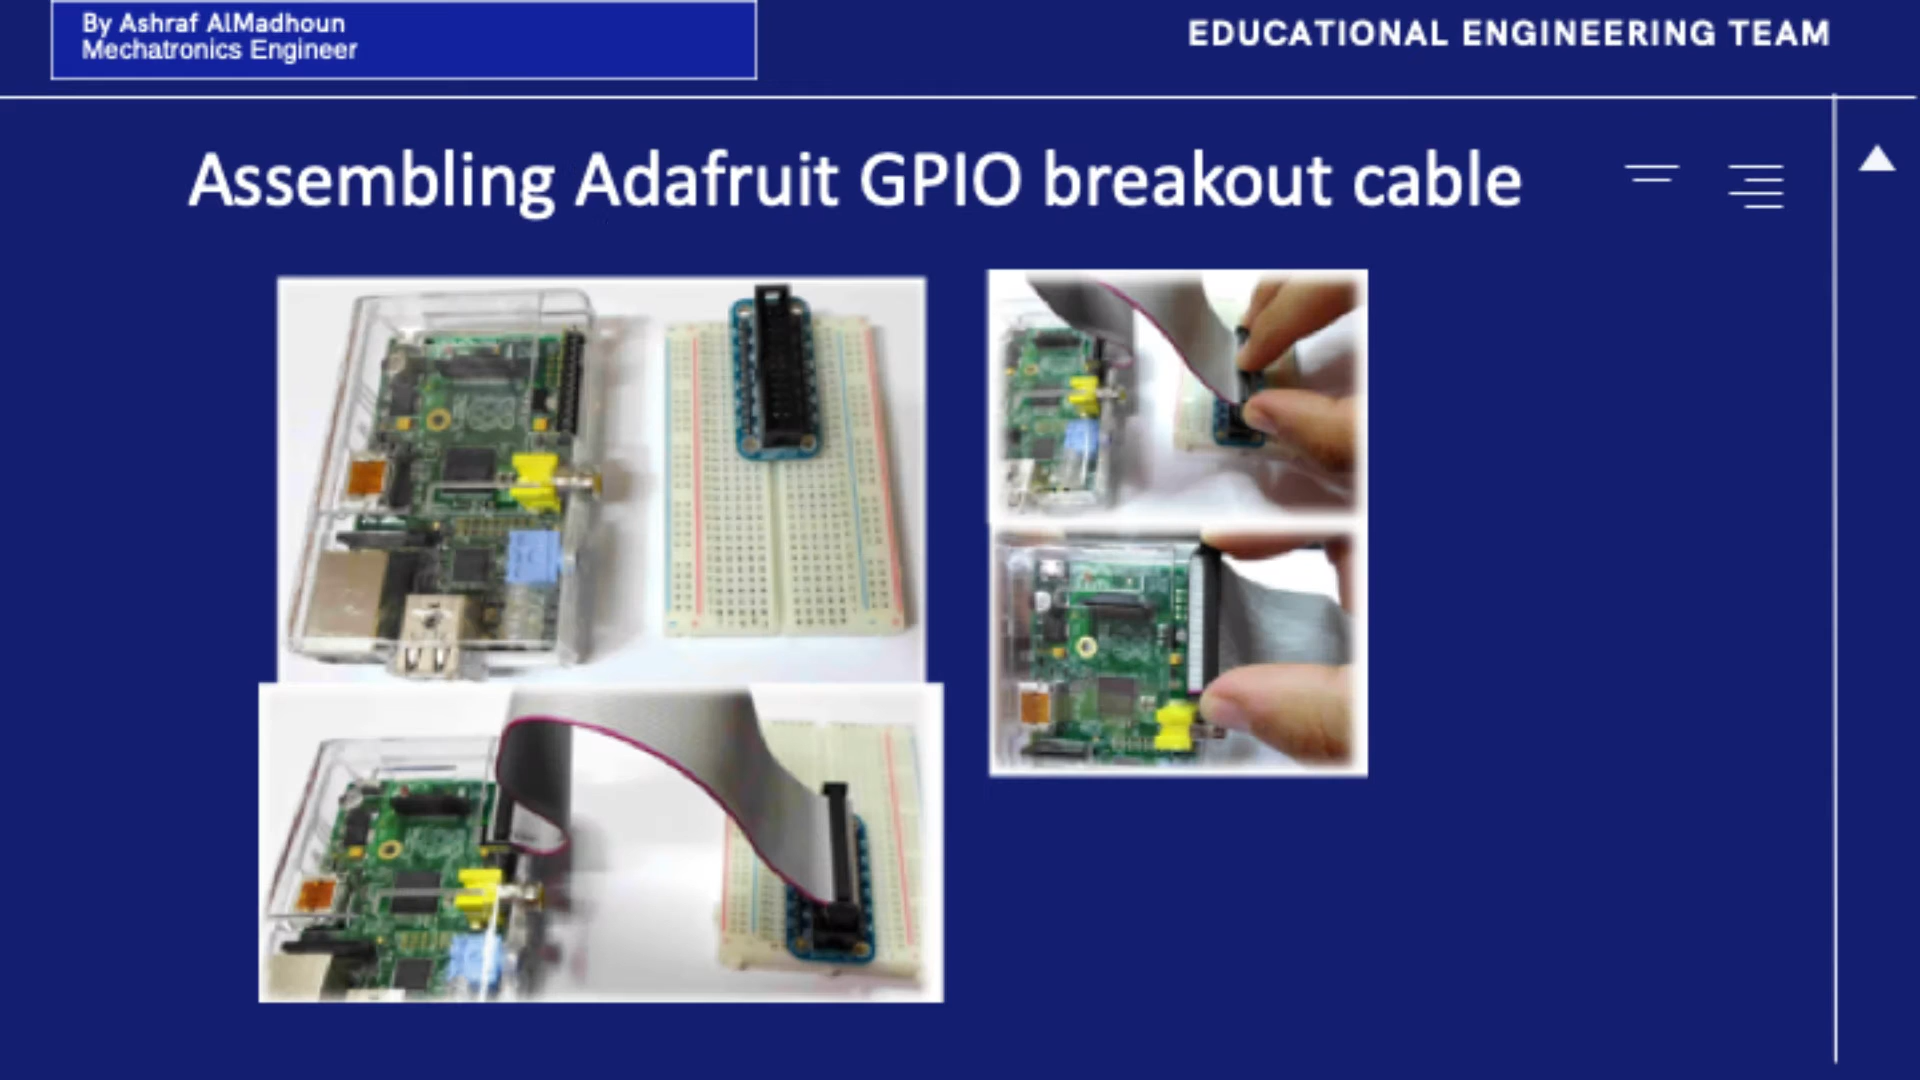 By Ashraf AlMadhoun
Mechatronics Engineer
EDUCATIONAL ENGINEERING TEAM
Assembling Adafruit GPIO breakout cable